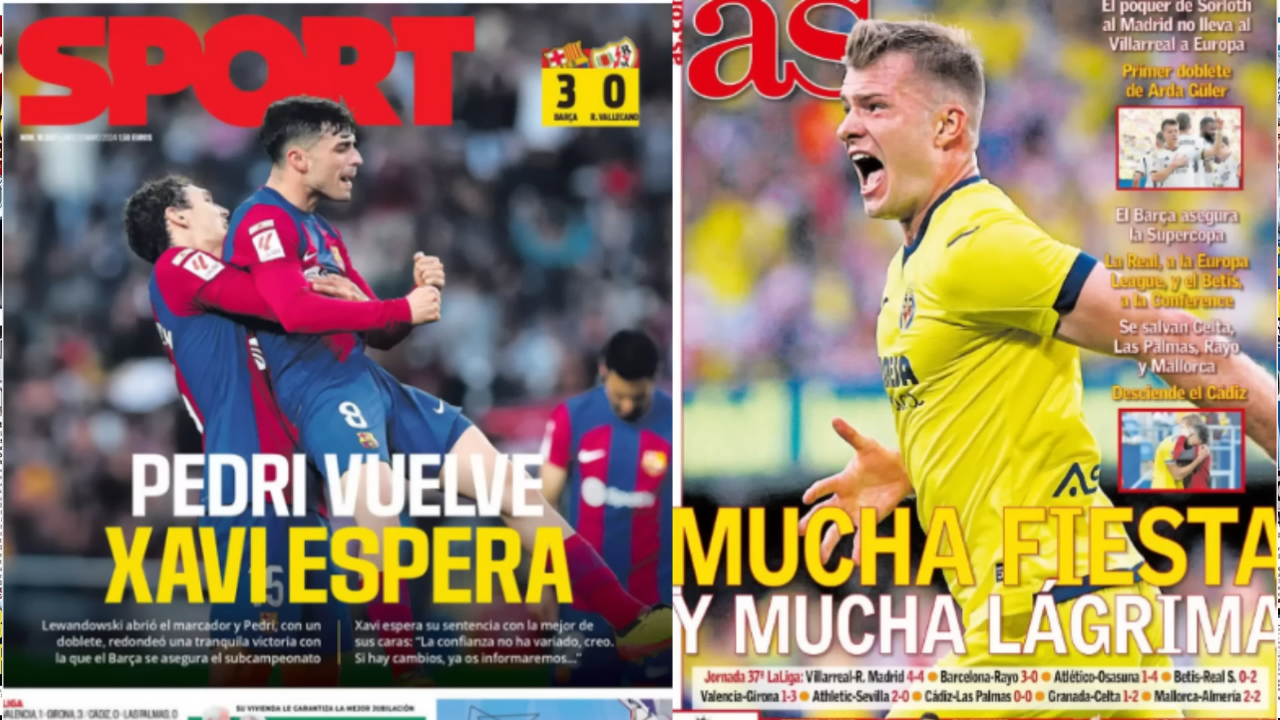 SPORT
3 0
BARÇA R. VALLECANO
8
PEDRI VUELVE
XAVI ESPERA
Lewandowski abrió el marcador y Pedri, con un
doblete, redondeó una tranquila victoria con
la que el Barça se asegura el subcampeonato
Xavi espera su sentencia con la mejor de
sus caras: "La confianza no ha variado, creo.
Si hay cambios, ya os informaremos..."
LIGA
VALENCIA, 1 - GIRONA, 3 / CÁDIZ, 0 - LAS PALMAS, 0
SU VIVIENDA LE GARANTIZA LA MEJOR JUBILACIÓN
as.com
as
El póquer de Sorloth
al Madrid no lleva al
Villarreal a Europa
Primer doblete
de Arda Güler
El Barça asegura
la Supercopa
La Real, a la Europa
League, y el Betis,
a la Conference
Se salvan Celta,
Las Palmas, Rayo
y Mallorca
Desciende el Cádiz
MUCHA FIESTA
Y MUCHA LÁGRIMA
Jornada 37ª LaLiga: Villarreal-R. Madrid 4-4 ● Barcelona-Rayo 3-0 ● Atlético-Osasuna 1-4 ● Betis-Real S. 0-2
Valencia-Girona 1-3 ● Athletic-Sevilla 2-0 ● Cádiz-Las Palmas 0-0 ● Granada-Celta 1-2 ● Mallorca-Almería 2-2